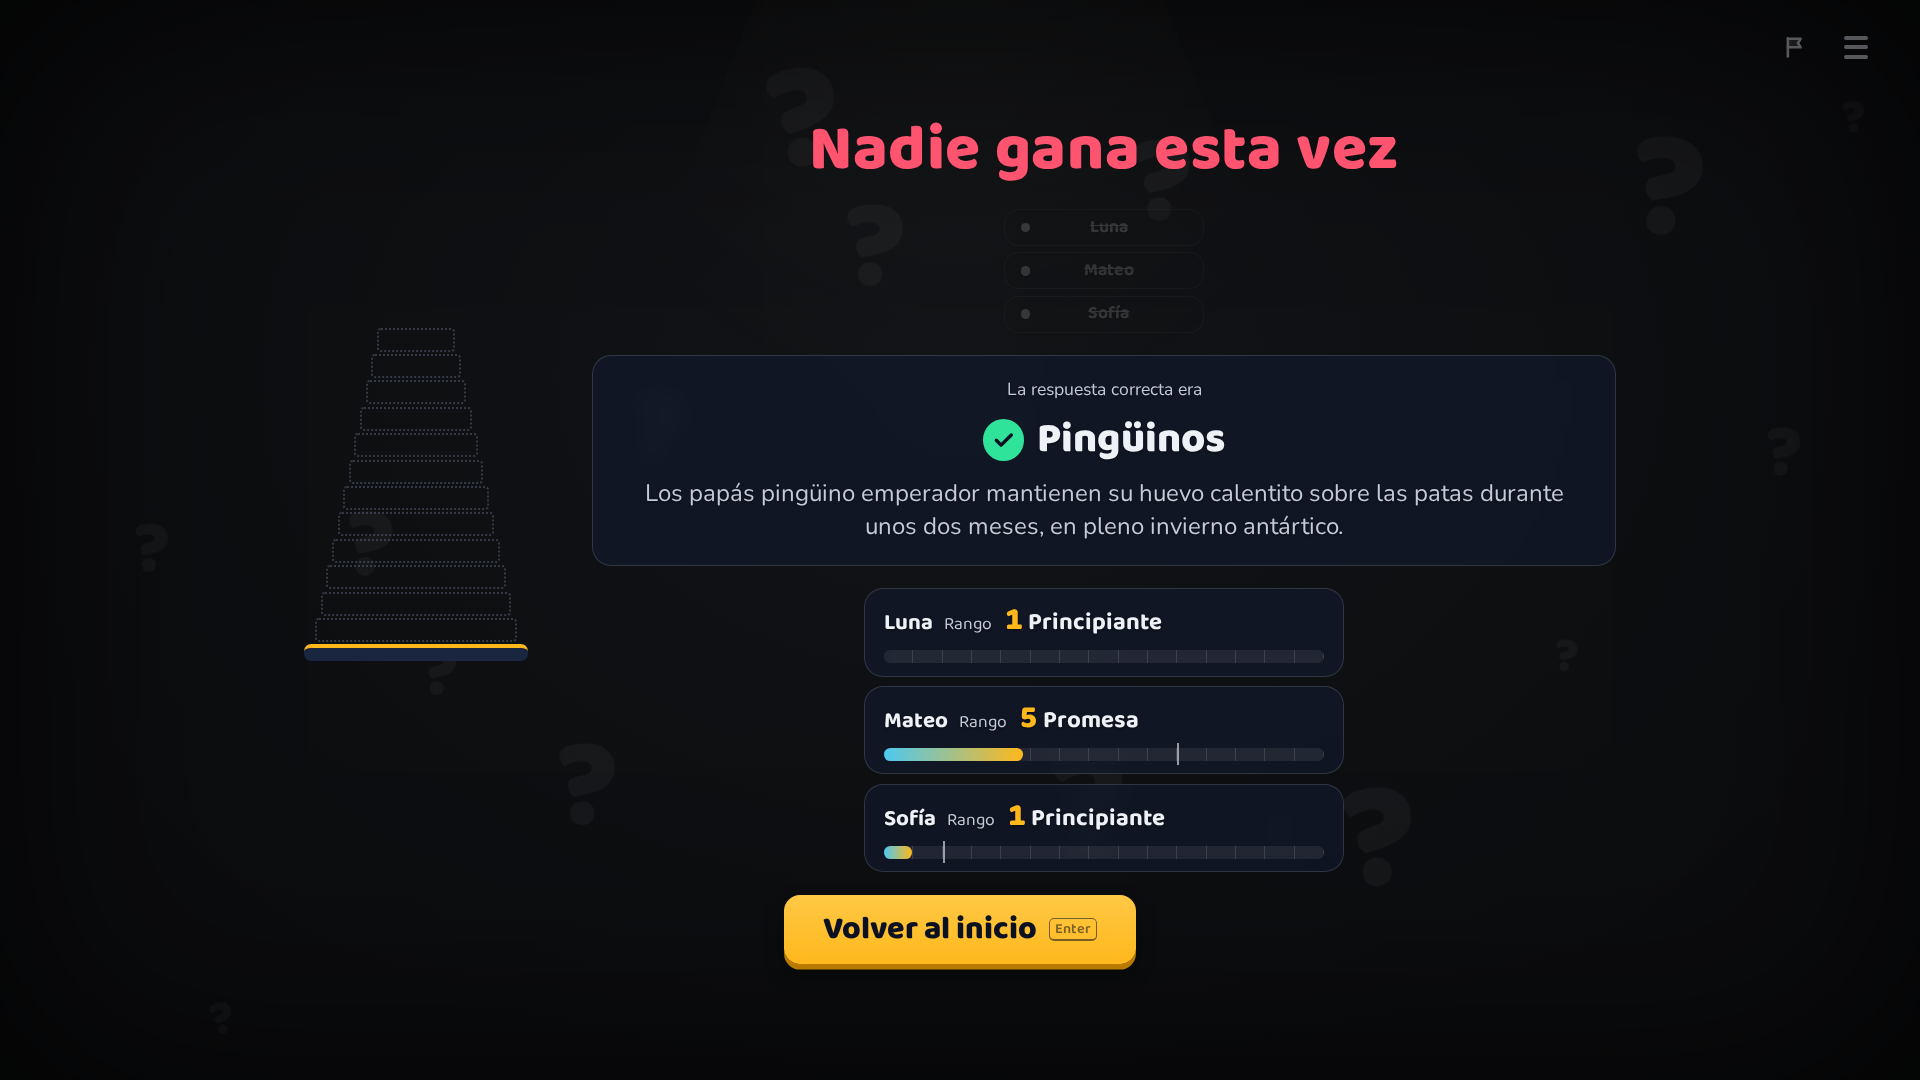 Nadie gana esta vez
Luna
Mateo
Sofía
La respuesta correcta era
Pingüinos
Los papás pingüino emperador mantienen su huevo calentito sobre las patas durante
unos dos meses, en pleno invierno antártico.
Luna Rango 1 Principiante
Mateo Rango 5 Promesa
Sofía Rango 1 Principiante
Volver al inicio Enter